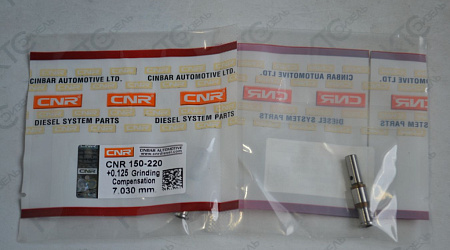 CINBAR AUTOMOTIVE LTD.
CINBAR AUTOMOTIVE LTD.
CNR CNR CNR CNR CNR
DIESEL SYSTEM PARTS
DIESEL SYSTEM PARTS
CNR CINBAR AUTOMOTIVE
CNR 150-220
+0.125 Grinding
Compensation
7.030 mm